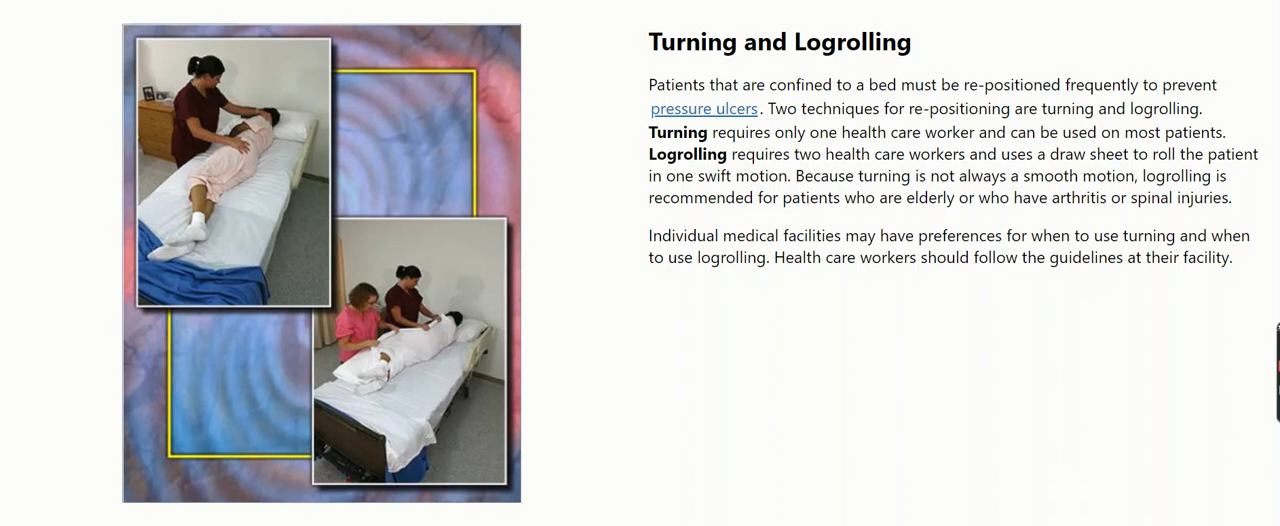 Turning and Logrolling
Patients that are confined to a bed must be re-positioned frequently to prevent
pressure ulcers. Two techniques for re-positioning are turning and logrolling.
Turning requires only one health care worker and can be used on most patients.
Logrolling requires two health care workers and uses a draw sheet to roll the patient
in one swift motion. Because turning is not always a smooth motion, logrolling is
recommended for patients who are elderly or who have arthritis or spinal injuries.
Individual medical facilities may have preferences for when to use turning and when
to use logrolling. Health care workers should follow the guidelines at their facility.